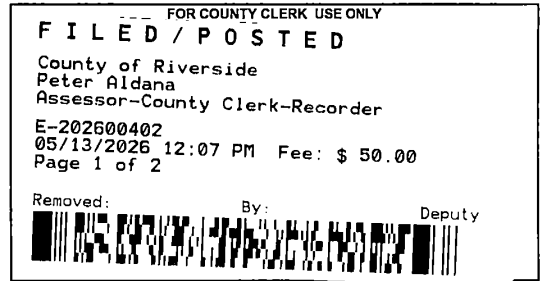 FOR COUNTY CLERK USE ONLY
FILED/POSTED
County of Riverside
Peter Aldana
Assessor-County Clerk-Recorder
E-202600402
05/13/2026 12:07 PM Fee: $ 50.00
Page 1 of 2
Removed: By: Deputy